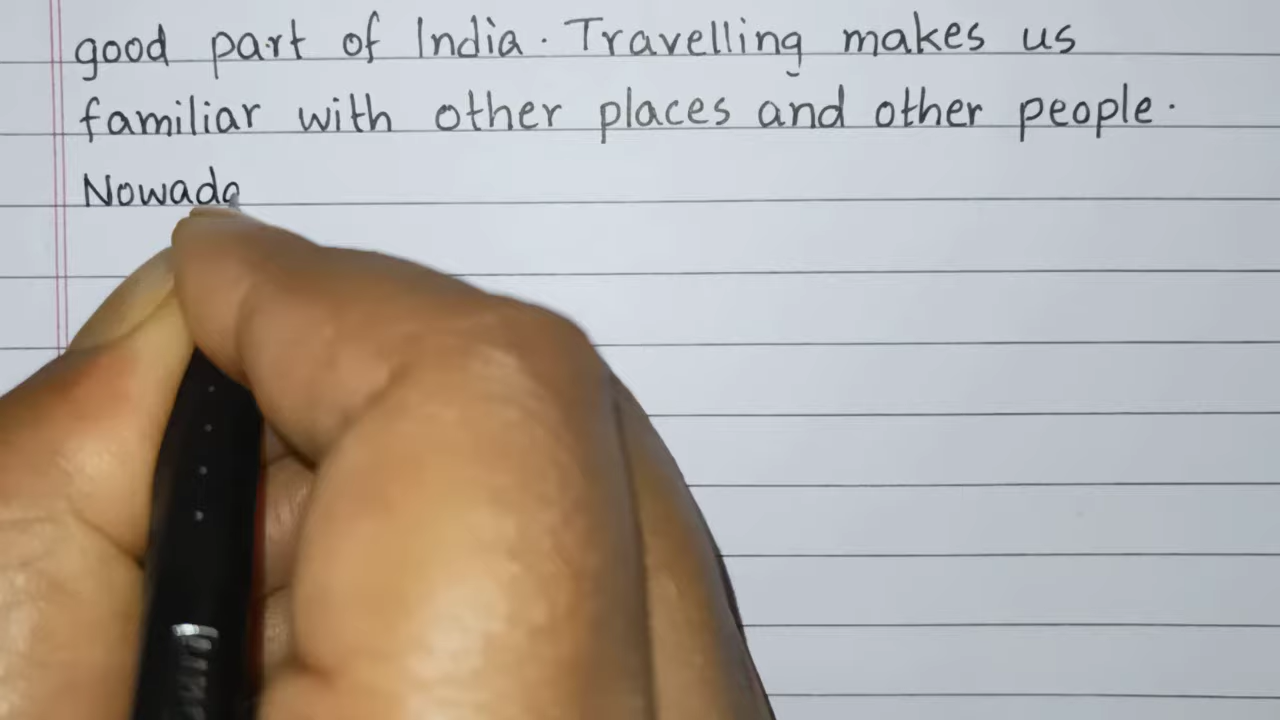 good part of India. Travelling makes us
familiar with other places and other people.
Nowada